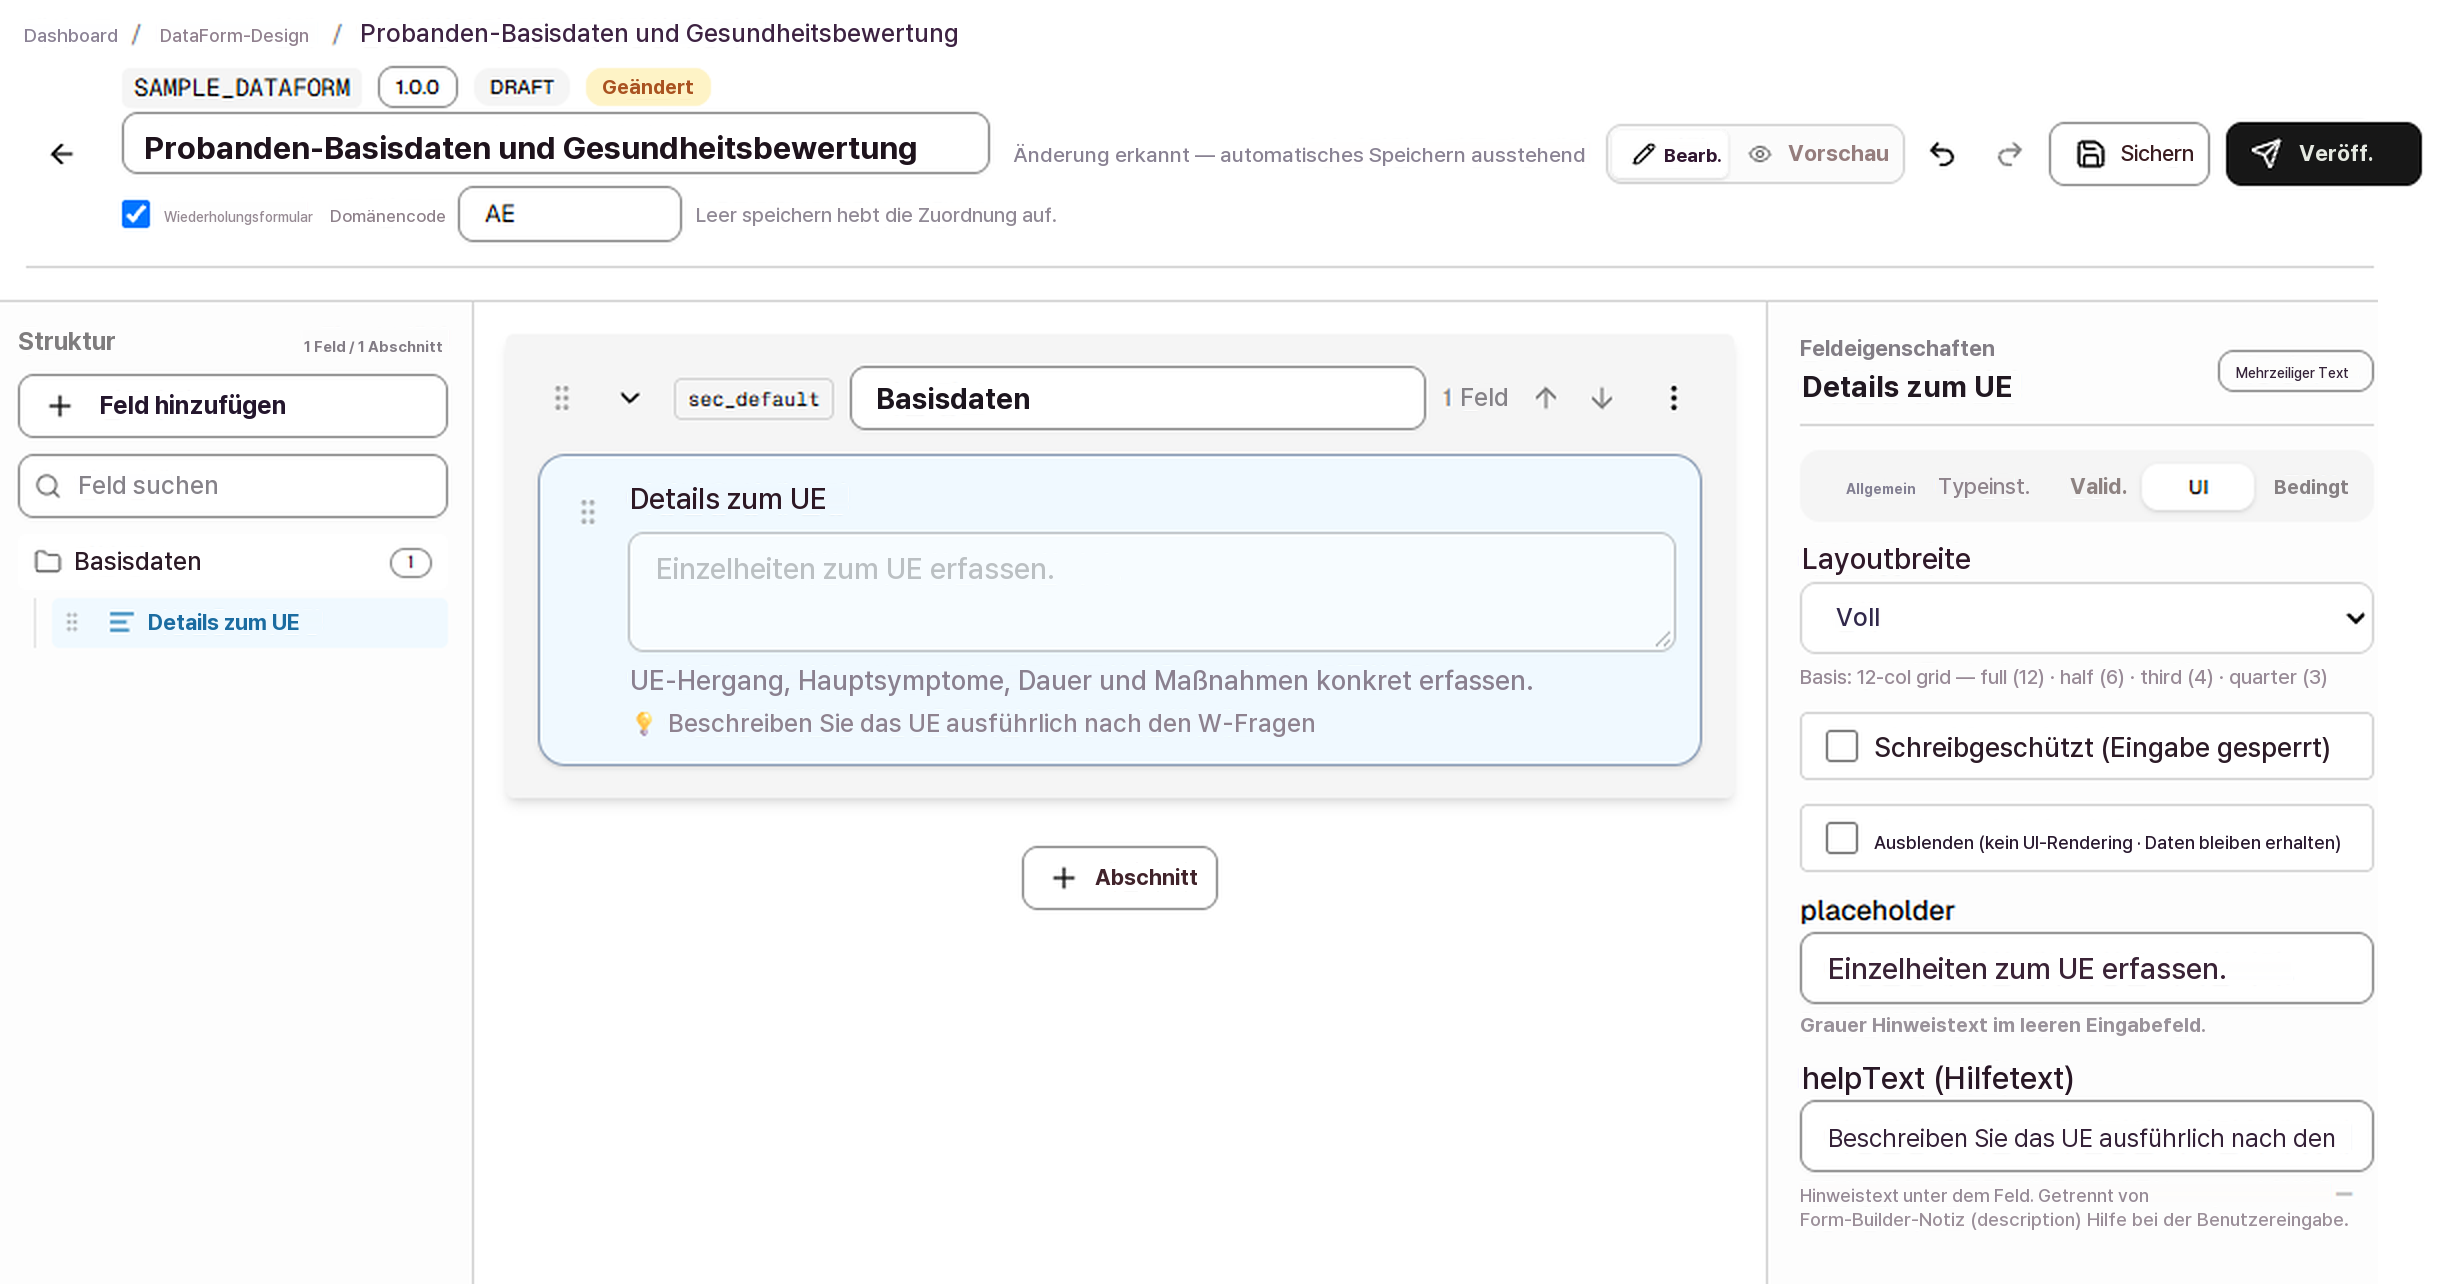 Dashboard / DataForm-Design / Probanden-Basisdaten und Gesundheitsbewertung
SAMPLE_DATAFORM 1.0.0 DRAFT Geändert
Probanden-Basisdaten und Gesundheitsbewertung
Änderung erkannt — automatisches Speichern ausstehend
Bearb. Vorschau
Sichern
Veröff.
Wiederholungsformular Domänencode AE Leer speichern hebt die Zuordnung auf.
Struktur 1 Feld / 1 Abschnitt
Feld hinzufügen
Feld suchen
Basisdaten 1
Details zum UE
sec_default Basisdaten 1 Feld
Details zum UE
Einzelheiten zum UE erfassen.
UE-Hergang, Hauptsymptome, Dauer und Maßnahmen konkret erfassen.
Beschreiben Sie das UE ausführlich nach den W-Fragen
Abschnitt
Feldeigenschaften
Details zum UE
Mehrzeiliger Text
Allgemein Typeinst. Valid. UI Bedingt
Layoutbreite
Voll
Basis: 12-col grid — full (12) · half (6) · third (4) · quarter (3)
Schreibgeschützt (Eingabe gesperrt)
Ausblenden (kein UI-Rendering · Daten bleiben erhalten)
placeholder
Einzelheiten zum UE erfassen.
Grauer Hinweistext im leeren Eingabefeld.
helpText (Hilfetext)
Beschreiben Sie das UE ausführlich nach den
Hinweistext unter dem Feld. Getrennt von
Form-Builder-Notiz (description) Hilfe bei der Benutzereingabe.